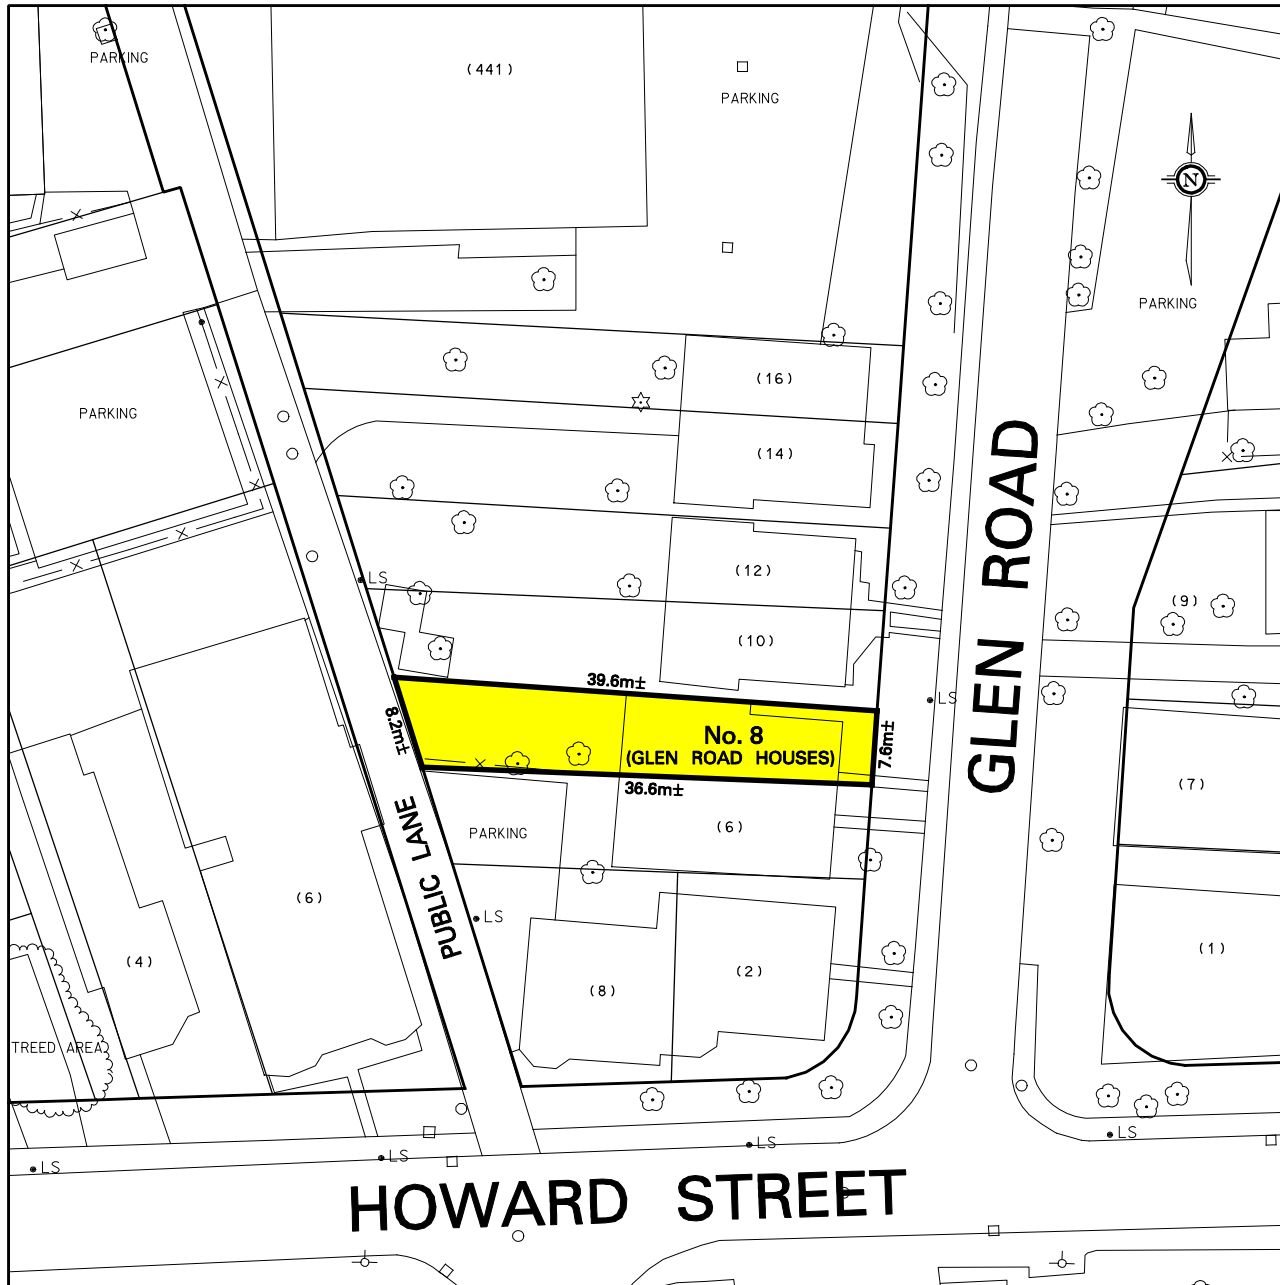 PARKING
(441)
PARKING
N
PARKING
(16)
PARKING
(14)
GLEN ROAD
(12)
LS
(9)
(10)
39.6m±
LS
8.2m±
No. 8
(GLEN ROAD HOUSES)
7.6m±
36.6m±
(7)
PUBLIC LANE
PARKING
(6)
(6)
LS
(4)
(8)
(2)
(1)
TREED AREA
LS
LS
LS
LS
HOWARD STREET